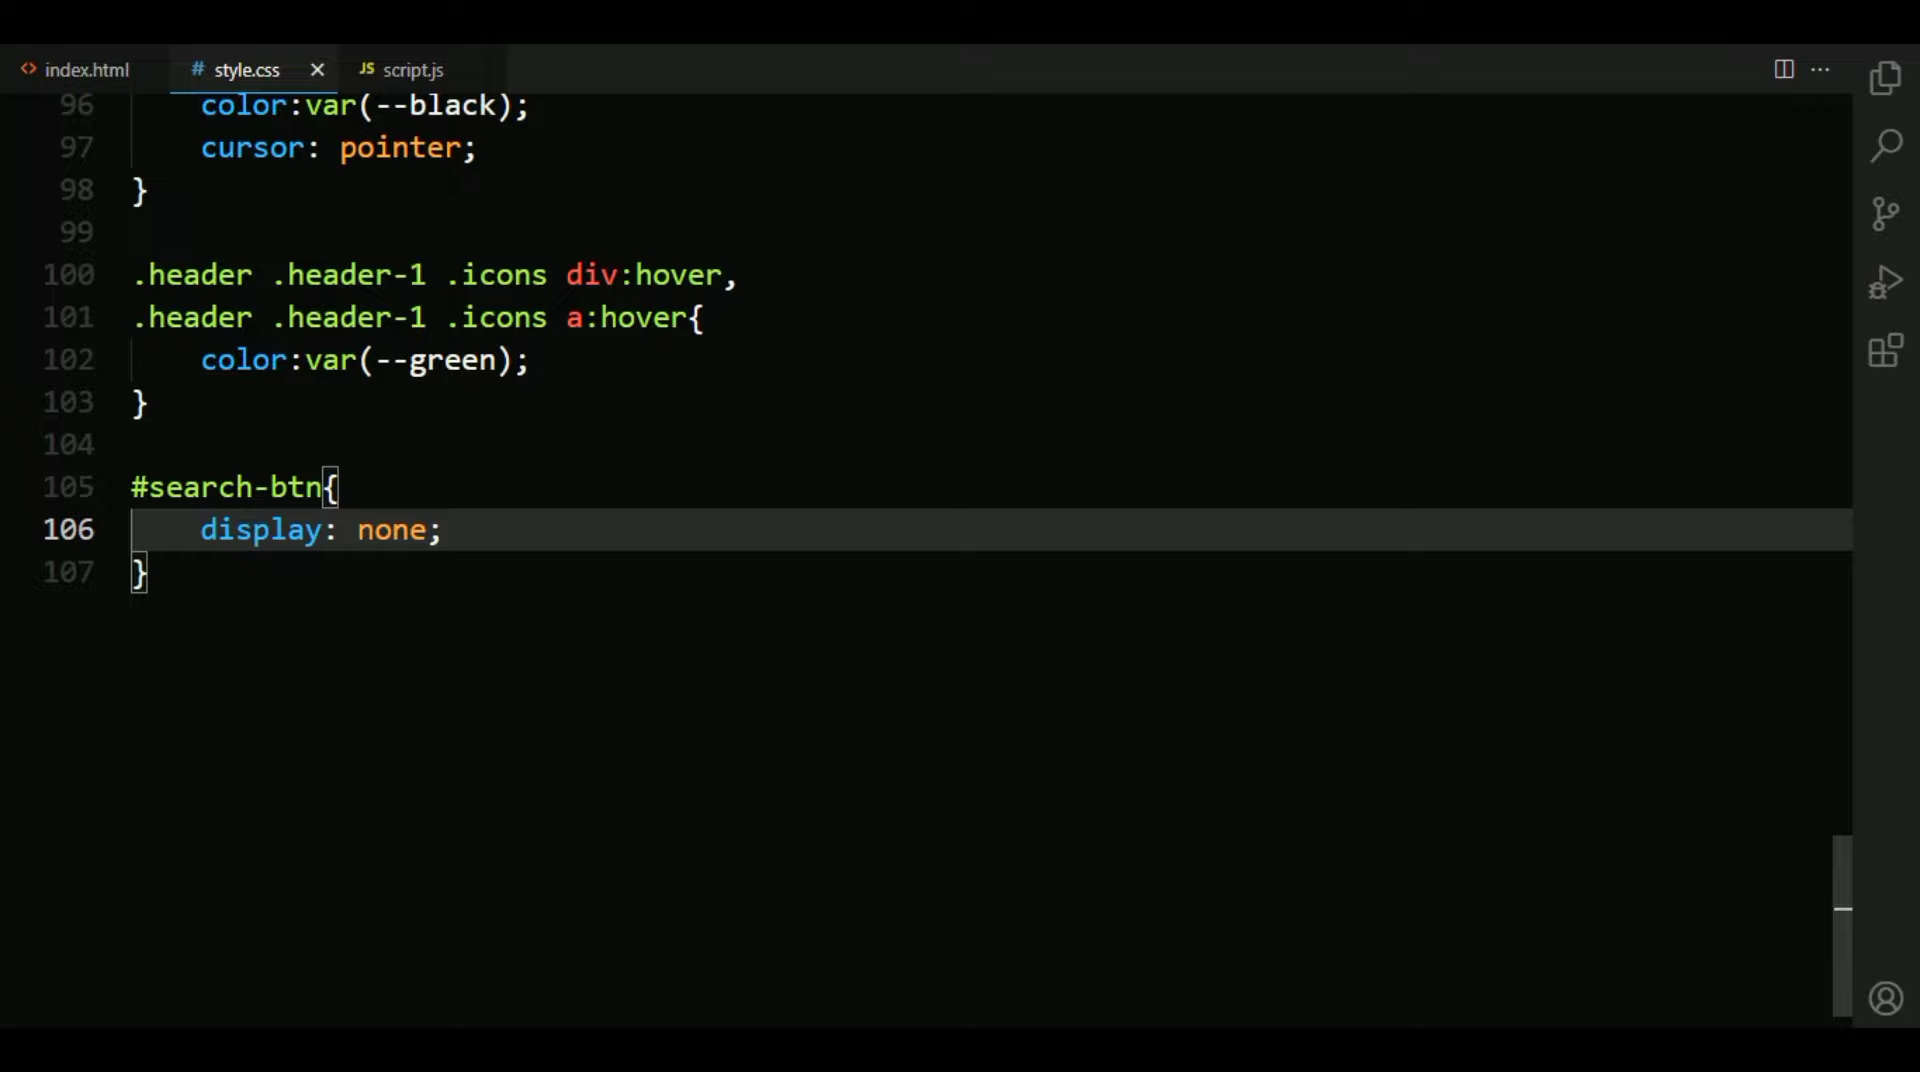 <> index.html # style.css × JS script.js ···
96 color:var(--black);
97 cursor: pointer;
98 }
99
100 .header .header-1 .icons div:hover,
101 .header .header-1 .icons a:hover{
102 color:var(--green);
103 }
104
105 #search-btn{
106 display: none;
107 }